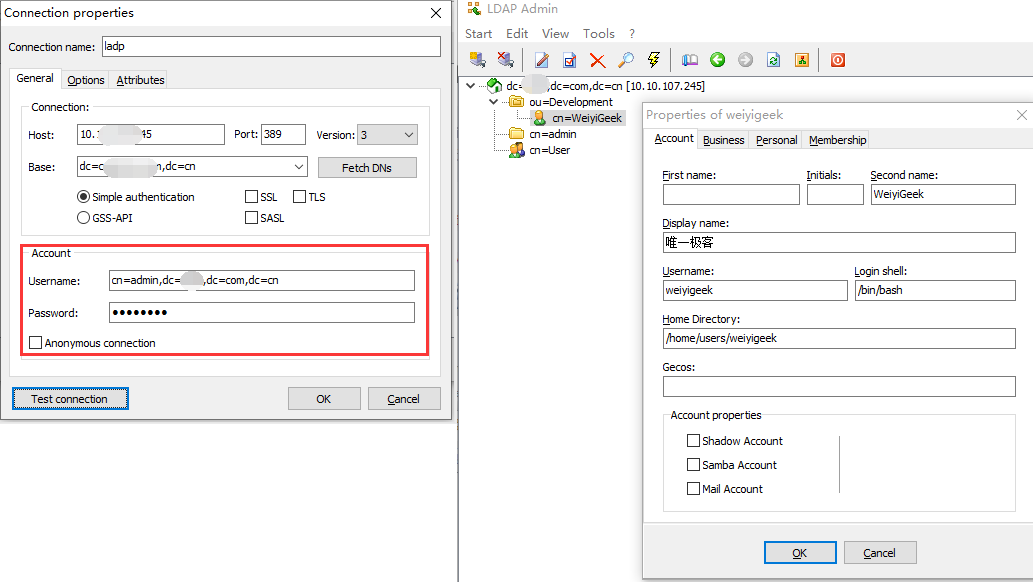 Connection properties
Connection name: ladp
General Options Attributes
Connection:
Host: 10. 45 Port: 389 Version: 3
Base: dc= ,dc=cn Fetch DNs
Simple authentication SSL TLS
GSS-API SASL
Account
Username: cn=admin,dc= ,dc=com,dc=cn
Password: ••••••••
Anonymous connection
Test connection OK Cancel
LDAP Admin
Start Edit View Tools ?
dc= ,dc=com,dc=cn [10.10.107.245]
ou=Development
cn=WeiyiGeek
cn=admin
cn=User
Properties of weiyigeek
Account Business Personal Membership
First name: Initials: Second name:
WeiyiGeek
Display name:
唯一极客
Username: Login shell:
weiyigeek /bin/bash
Home Directory:
/home/users/weiyigeek
Gecos:
Account properties
Shadow Account
Samba Account
Mail Account
OK Cancel